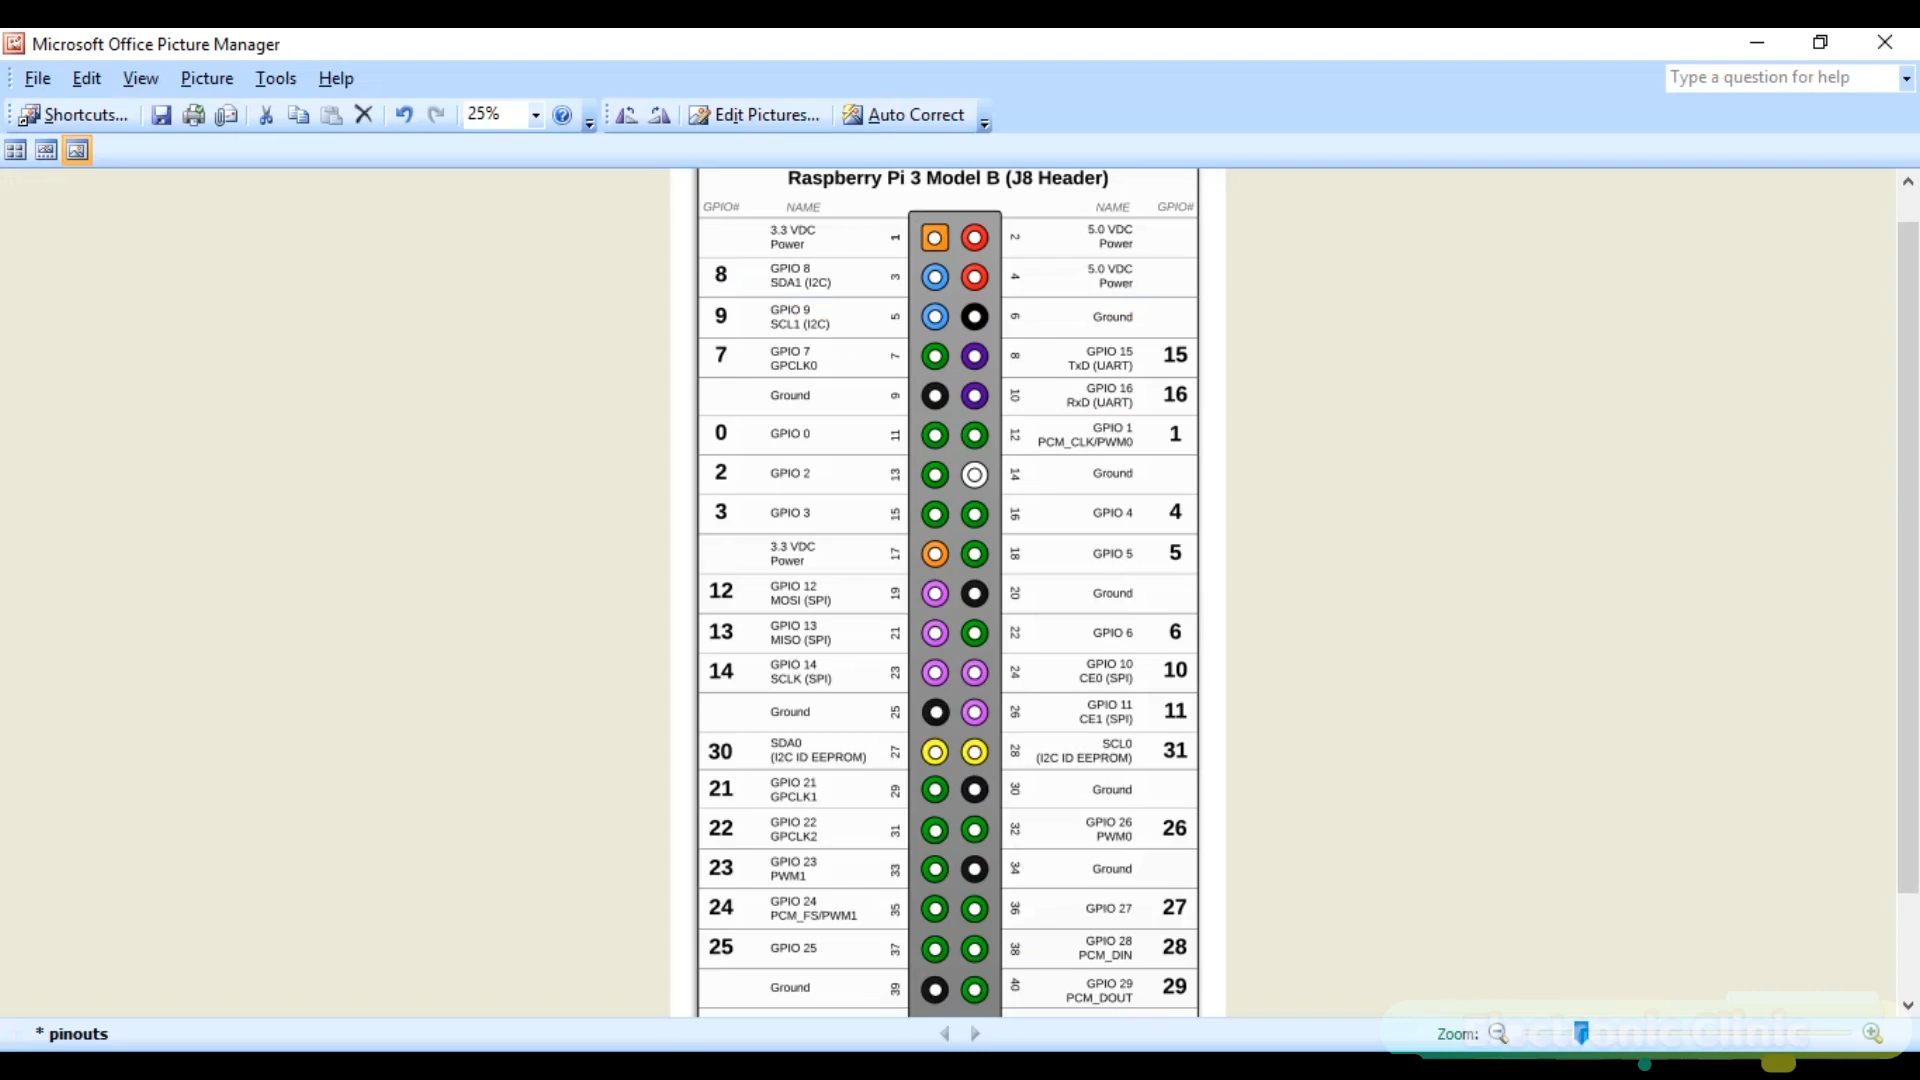 Microsoft Office Picture Manager
File Edit View Picture Tools Help
Type a question for help
Shortcuts... 25% Edit Pictures... Auto Correct
Raspberry Pi 3 Model B (J8 Header)
GPIO# NAME NAME GPIO#
3.3 VDC Power 1 2 5.0 VDC Power
8 GPIO 8 SDA1 (I2C) 3 4 5.0 VDC Power
9 GPIO 9 SCL1 (I2C) 5 6 Ground
7 GPIO 7 GPCLK0 7 8 GPIO 15 TxD (UART) 15
Ground 9 10 GPIO 16 RxD (UART) 16
0 GPIO 0 11 12 GPIO 1 PCM_CLK/PWM0 1
2 GPIO 2 13 14 Ground
3 GPIO 3 15 16 GPIO 4 4
3.3 VDC Power 17 18 GPIO 5 5
12 GPIO 12 MOSI (SPI) 19 20 Ground
13 GPIO 13 MISO (SPI) 21 22 GPIO 6 6
14 GPIO 14 SCLK (SPI) 23 24 GPIO 10 CE0 (SPI) 10
Ground 25 26 GPIO 11 CE1 (SPI) 11
30 SDA0 (I2C ID EEPROM) 27 28 SCL0 (I2C ID EEPROM) 31
21 GPIO 21 GPCLK1 29 30 Ground
22 GPIO 22 GPCLK2 31 32 GPIO 26 PWM0 26
23 GPIO 23 PWM1 33 34 Ground
24 GPIO 24 PCM_FS/PWM1 35 36 GPIO 27 27
25 GPIO 25 37 38 GPIO 28 PCM_DIN 28
Ground 39 40 GPIO 29 PCM_DOUT 29
* pinouts
Zoom:
Electronic Clinic